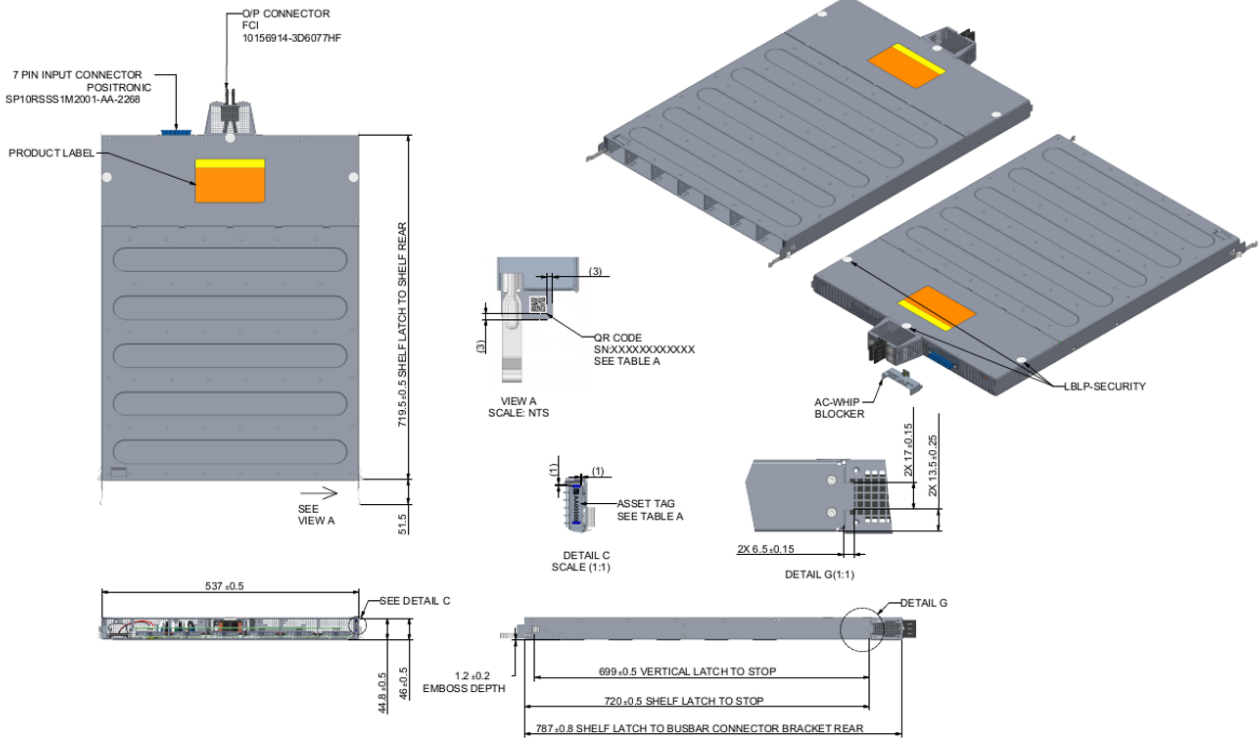 O/P CONNECTOR
FCI
10156914-3D6077HF
7 PIN INPUT CONNECTOR
POSITRONIC
SP10RSSS1M2001-AA-2268
PRODUCT LABEL
719.5±0.5 SHELF LATCH TO SHELF REAR
51.5
SEE
VIEW A
(3)
(3)
QR CODE
SN:XXXXXXXXXXXX
SEE TABLE A
VIEW A
SCALE: NTS
LBLP-SECURITY
AC-WHIP
BLOCKER
(1)
(1)
ASSET TAG
SEE TABLE A
DETAIL C
SCALE (1:1)
2X 17±0.15
2X 13.5±0.25
2X 6.5±0.15
DETAIL G(1:1)
537 ±0.5
SEE DETAIL C
44.8±0.5
46±0.5
DETAIL G
1.2±0.2
EMBOSS DEPTH
699±0.5 VERTICAL LATCH TO STOP
720±0.5 SHELF LATCH TO STOP
787±0.8 SHELF LATCH TO BUSBAR CONNECTOR BRACKET REAR